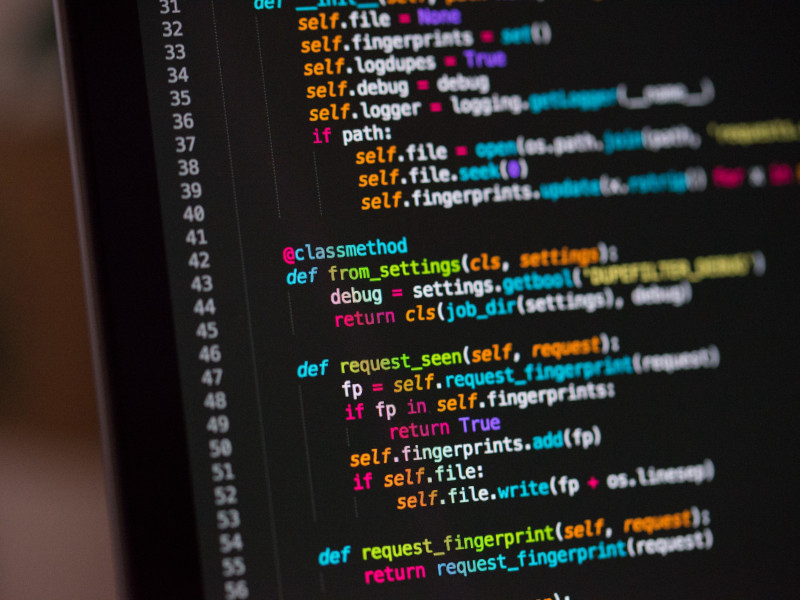 31 def __init__(self,
32 self.file = None
33 self.fingerprints = set()
34 self.logdupes = True
35 self.debug = debug
36 self.logger = logging.getLogger(__name__)
37 if path:
38 self.file = open(os.path.join(path, 'requests.
39 self.file.seek(0)
40 self.fingerprints.update(x.rstrip() for x in
41
42 @classmethod
43 def from_settings(cls, settings):
44 debug = settings.getbool('DUPEFILTER_DEBUG')
45 return cls(job_dir(settings), debug)
46
47 def request_seen(self, request):
48 fp = self.request_fingerprint(request)
49 if fp in self.fingerprints:
50 return True
51 self.fingerprints.add(fp)
52 if self.file:
53 self.file.write(fp + os.linesep)
54
55 def request_fingerprint(self, request):
56 return request_fingerprint(request)